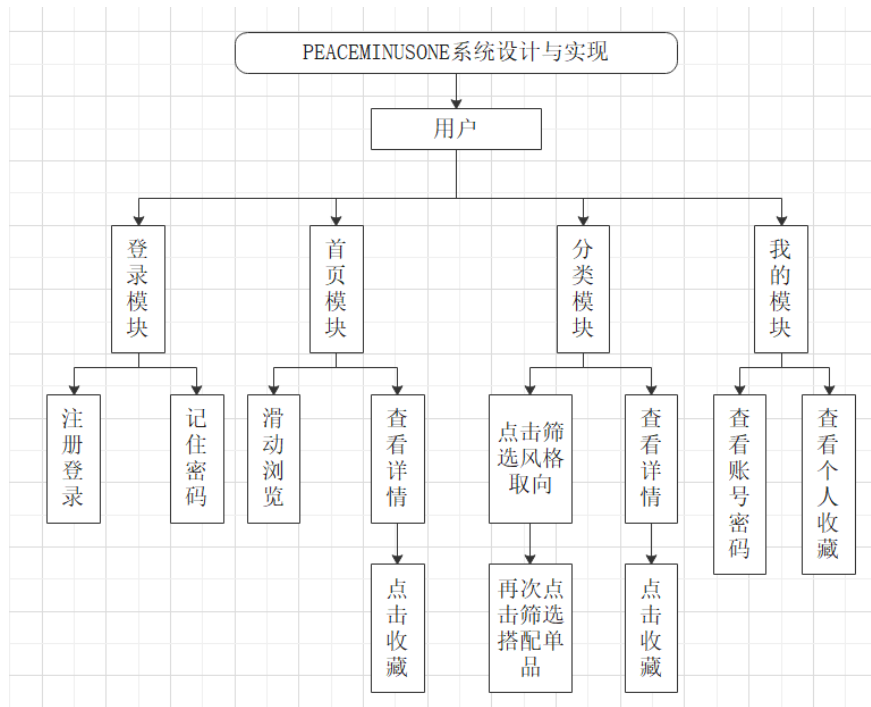 PEACEMINUSONE系统设计与实现
用户
登录模块
首页模块
分类模块
我的模块
注册登录
记住密码
滑动浏览
查看详情
点击筛
选风格
取向
查看详情
查看账号密码
查看个人收藏
点击收藏
再次点
击筛选
搭配单
品
点击收藏